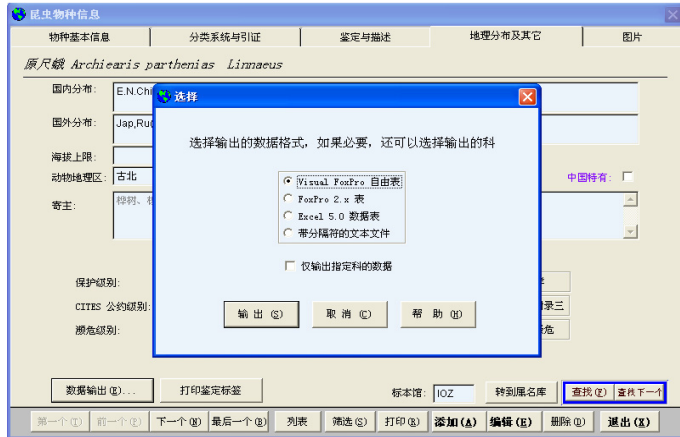 昆虫物种信息
物种基本信息 分类系统与引证 鉴定与描述 地理分布及其它 图片
原尺蛾 Archiearis parthenias Linnaeus
国内分布: E.N.Chi
国外分布: Jap,Ru
海拔上限:
动物地理区: 古北 中国特有:
寄主: 桦树、
选择
选择输出的数据格式，如果必要，还可以选择输出的科
Visual FoxPro 自由表
FoxPro 2.x 表
Excel 5.0 数据表
带分隔符的文本文件
仅输出指定科的数据
输 出 (S) 取 消 (C) 帮 助 (H)
保护级别:
CITES 公约级别: 录三
濒危级别: 危
数据输出(E)... 打印鉴定标签 标本馆: IOZ 转到属名库 查找(F) 查找下一个
第一个(T) 前一个(P) 下一个(N) 最后一个(B) 列表 筛选(S) 打印(R) 添加(A) 编辑(E) 删除(D) 退出(X)